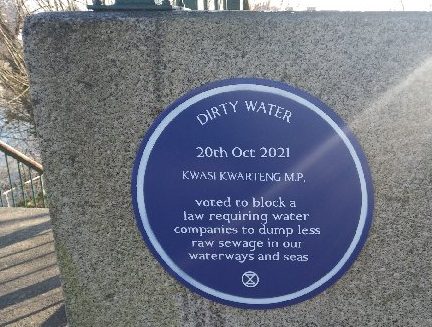 DIRTY WATER
20th Oct 2021
KWASI KWARTENG M.P.
voted to block a
law requiring water
companies to dump less
raw sewage in our
waterways and seas